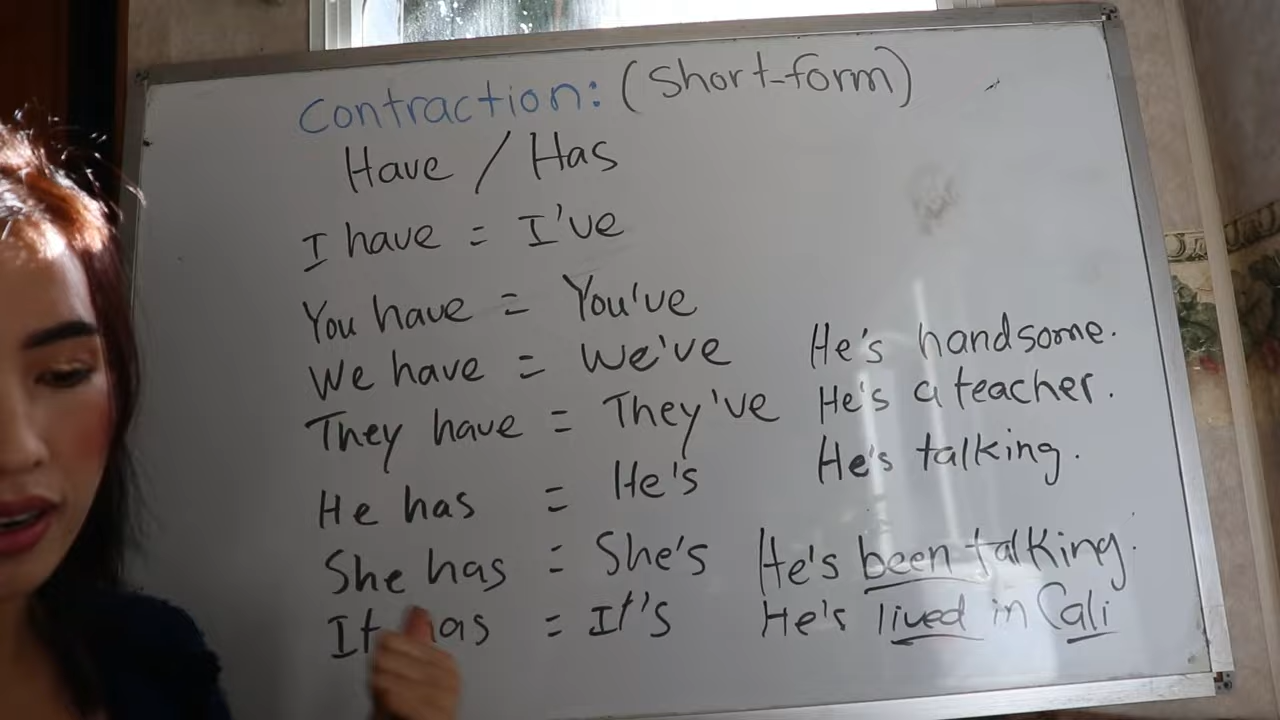 Contraction: (Short-form)
Have / Has
I have = I've
You have = You've
We have = We've
They have = They've
He has = He's
She has = She's
It has = It's
He's handsome.
He's a teacher.
He's talking.
He's been talking.
He's lived in Cali